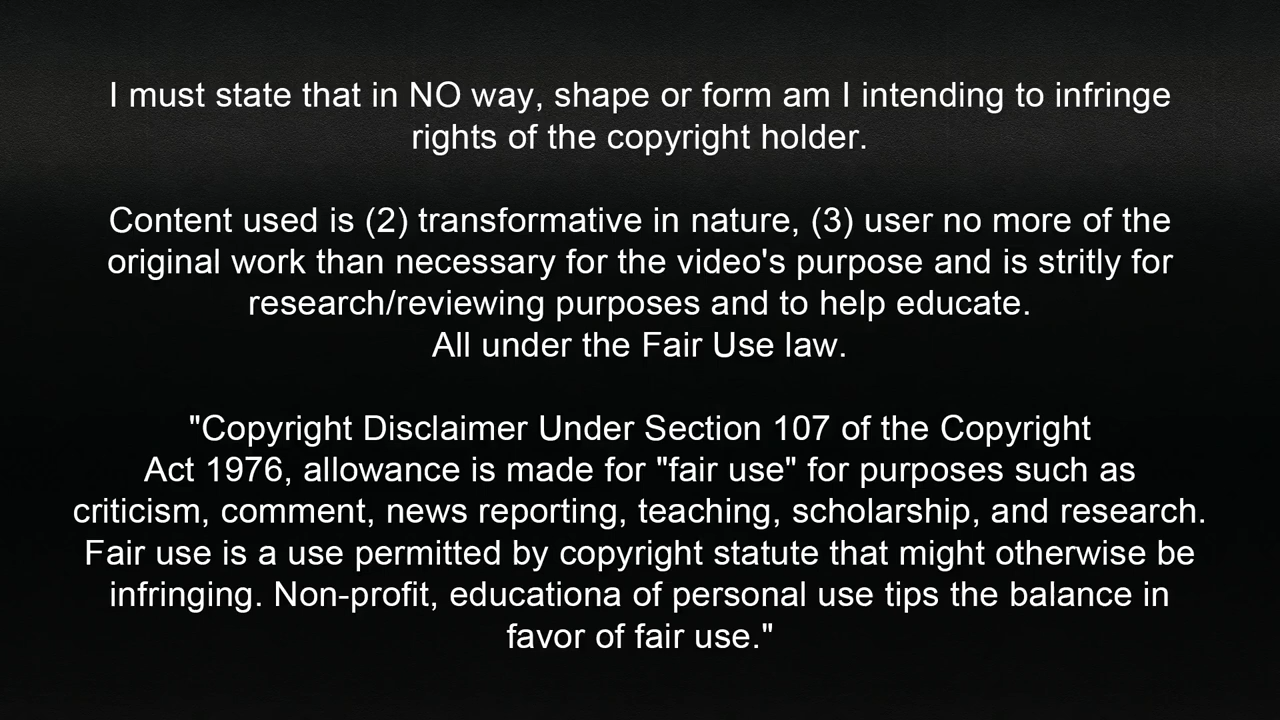 I must state that in NO way, shape or form am I intending to infringe
rights of the copyright holder.
Content used is (2) transformative in nature, (3) user no more of the
original work than necessary for the video's purpose and is stritly for
research/reviewing purposes and to help educate.
All under the Fair Use law.
"Copyright Disclaimer Under Section 107 of the Copyright
Act 1976, allowance is made for "fair use" for purposes such as
criticism, comment, news reporting, teaching, scholarship, and research.
Fair use is a use permitted by copyright statute that might otherwise be
infringing. Non-profit, educationa of personal use tips the balance in
favor of fair use."